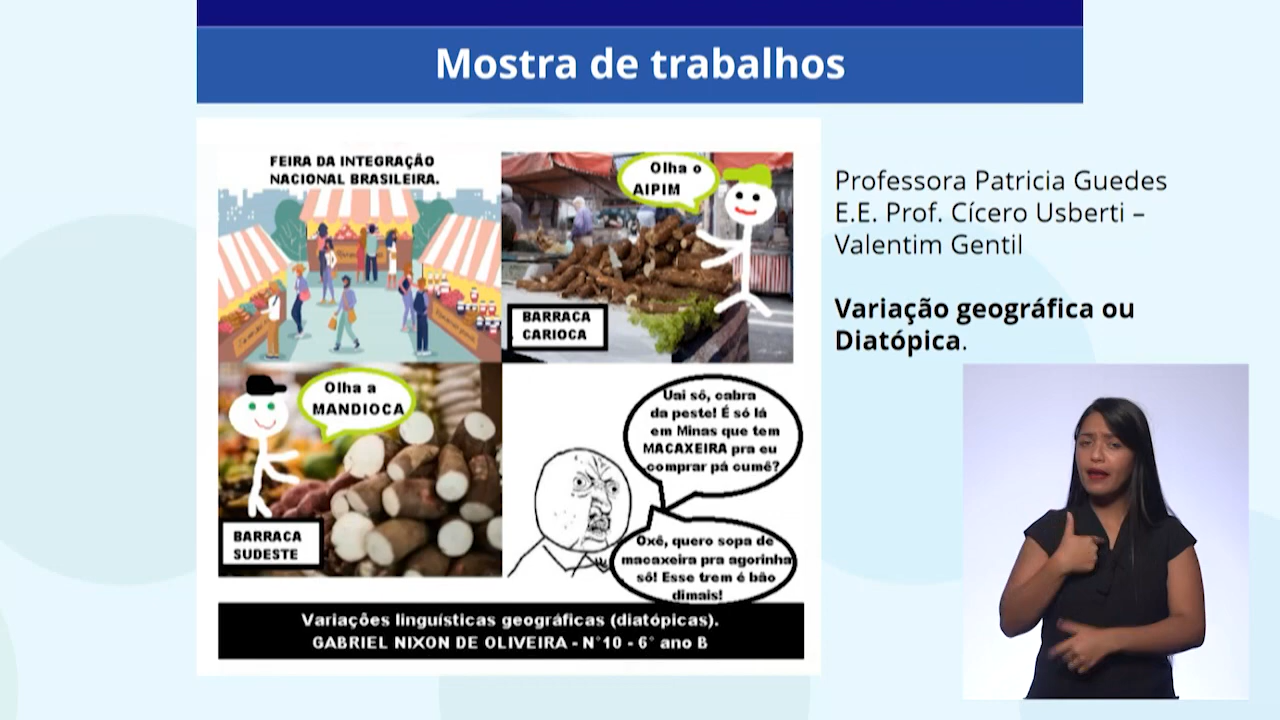 Mostra de trabalhos
FEIRA DA INTEGRAÇÃO
NACIONAL BRASILEIRA.
Olha o
AIPIM
BARRACA
CARIOCA
Olha a
MANDIOCA
BARRACA
SUDESTE
Uai sô, cabra
da peste! É só lá
em Minas que tem
MACAXEIRA pra eu
comprar pá cumê?
Oxê, quero sopa de
macaxeira pra agorinha
sô! Esse trem é bão
dimais!
Variações linguísticas geográficas (diatópicas).
GABRIEL NIXON DE OLIVEIRA - N°10 - 6° ano B
Professora Patricia Guedes
E.E. Prof. Cícero Usberti –
Valentim Gentil
Variação geográfica ou
Diatópica.